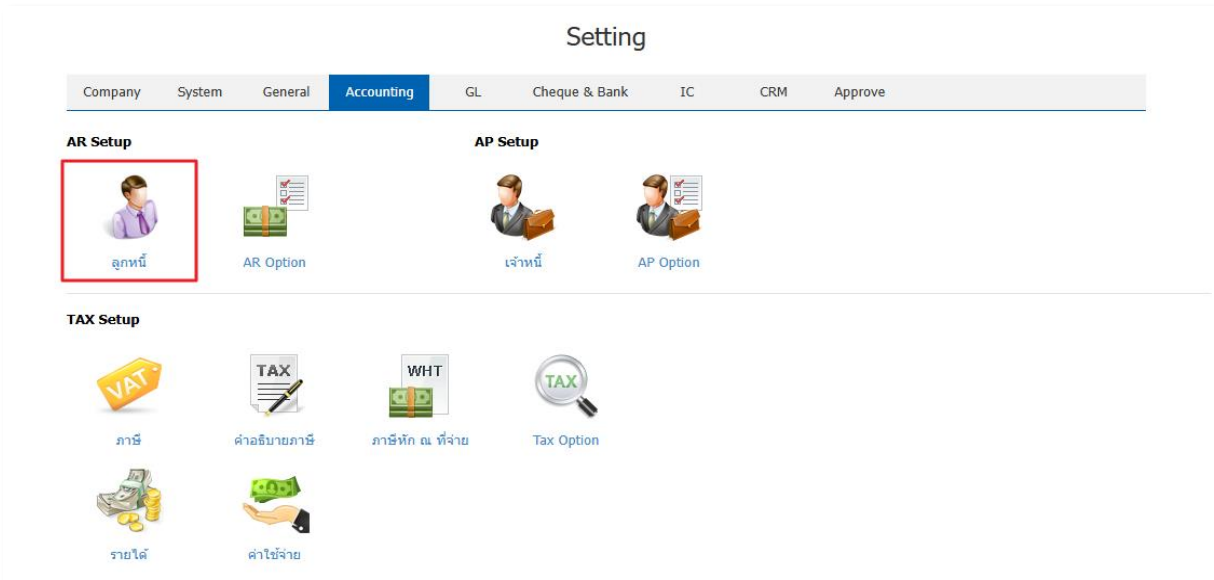 Setting
Company System General Accounting GL Cheque & Bank IC CRM Approve
AR Setup AP Setup
ลูกหนี้ AR Option เจ้าหนี้ AP Option
TAX Setup
VAT TAX WHT TAX
ภาษี คำอธิบายภาษี ภาษีหัก ณ ที่จ่าย Tax Option
รายได้ ค่าใช้จ่าย